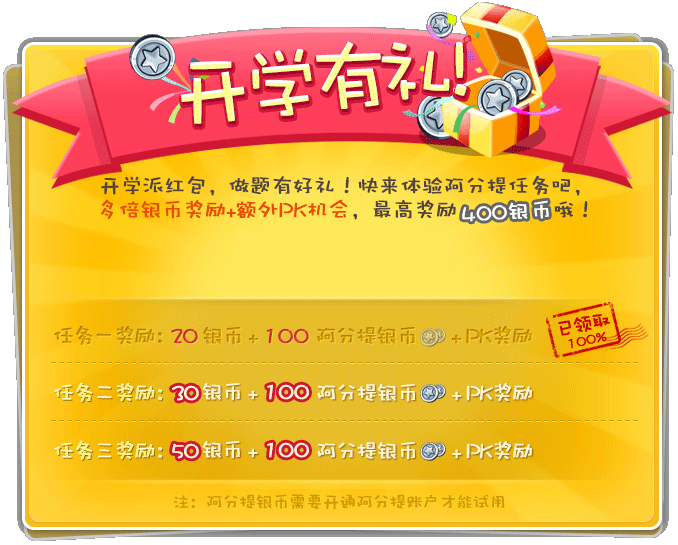 开学有礼!
开学派红包，做题有好礼！快来体验阿分提任务吧，
多倍银币奖励+额外PK机会，最高奖励400银币哦！
任务一奖励: 20银币 + 100 阿分提银币 +PK奖励
已领取
100%
任务二奖励: 30银币 + 100 阿分提银币 +PK奖励
任务三奖励: 50银币 + 100 阿分提银币 +PK奖励
注：阿分提银币需要开通阿分提账户才能试用